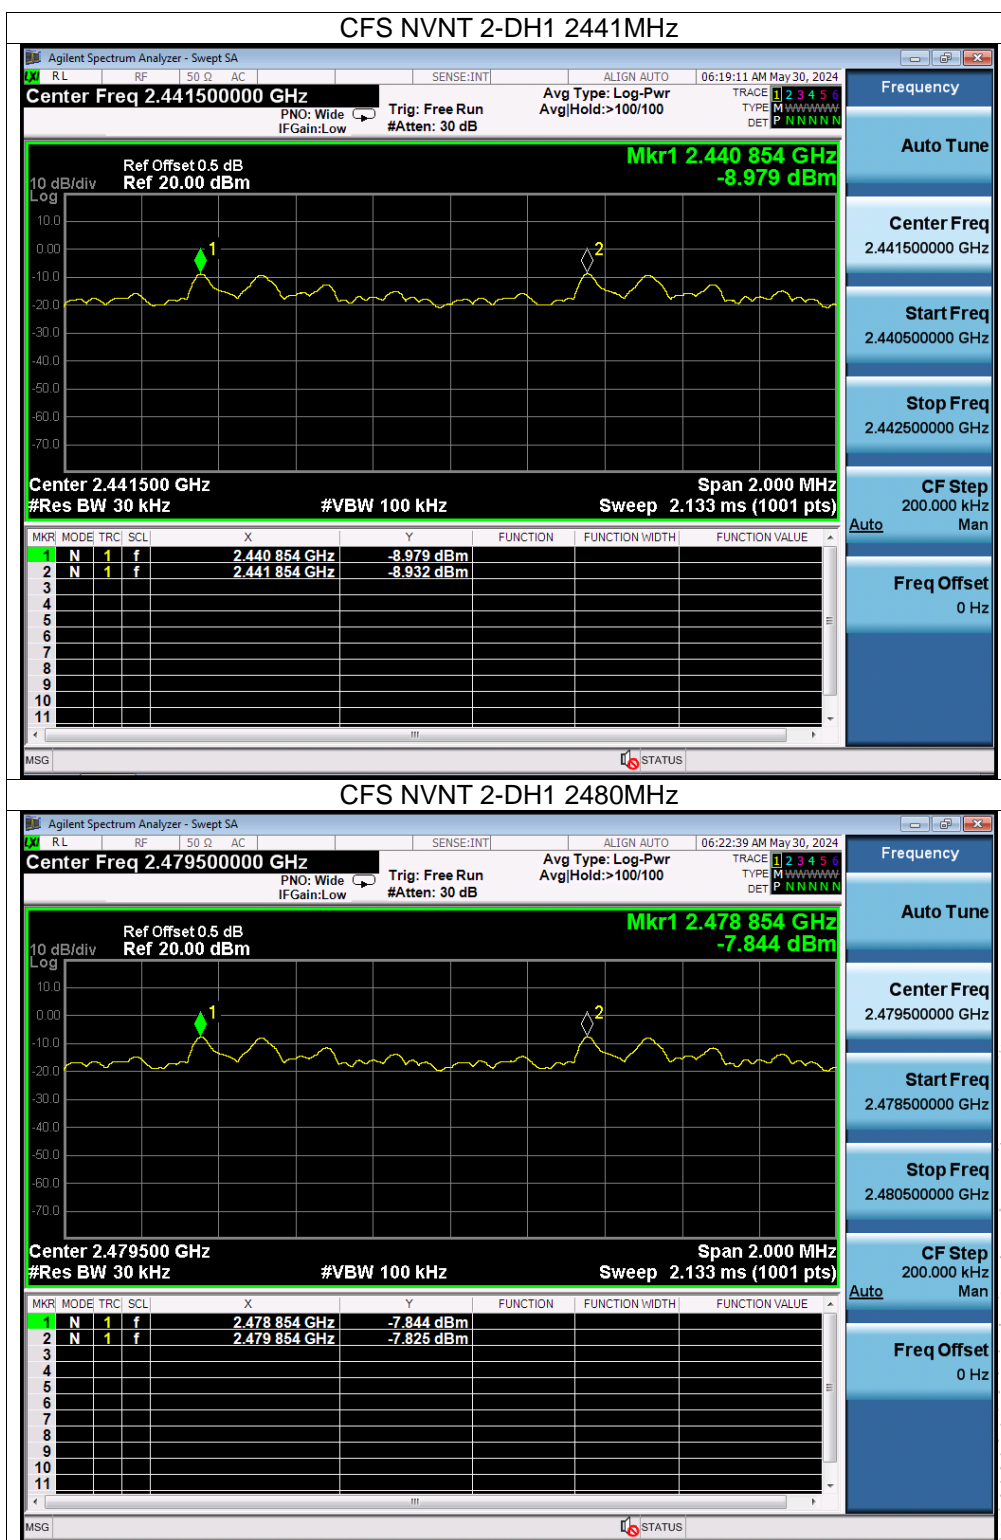 CFS NVNT 2-DH1 2441MHz
Agilent Spectrum Analyzer - Swept SA
LXI RL RF 50 Ω AC SENSE:INT ALIGN AUTO 06:19:11 AM May 30, 2024
Center Freq 2.441500000 GHz
PNO: Wide
IFGain:Low
Trig: Free Run
#Atten: 30 dB
Avg Type: Log-Pwr
Avg|Hold:>100/100
TRACE 1 2 3 4 5 6
TYPE M WWWWW
DET P N N N N N
Mkr1 2.440 854 GHz
-8.979 dBm
Ref Offset 0.5 dB
10 dB/div Ref 20.00 dBm
Log
10.0
0.00
-10.0
-20.0
-30.0
-40.0
-50.0
-60.0
-70.0
1
2
Center 2.441500 GHz Span 2.000 MHz
#Res BW 30 kHz #VBW 100 kHz Sweep 2.133 ms (1001 pts)
MKR MODE TRC SCL X Y FUNCTION FUNCTION WIDTH FUNCTION VALUE
1 N 1 f 2.440 854 GHz -8.979 dBm
2 N 1 f 2.441 854 GHz -8.932 dBm
3
4
5
6
7
8
9
10
11
MSG STATUS
Frequency
Auto Tune
Center Freq
2.441500000 GHz
Start Freq
2.440500000 GHz
Stop Freq
2.442500000 GHz
CF Step
200.000 kHz
Auto Man
Freq Offset
0 Hz
CFS NVNT 2-DH1 2480MHz
Agilent Spectrum Analyzer - Swept SA
LXI RL RF 50 Ω AC SENSE:INT ALIGN AUTO 06:22:39 AM May 30, 2024
Center Freq 2.479500000 GHz
PNO: Wide
IFGain:Low
Trig: Free Run
#Atten: 30 dB
Avg Type: Log-Pwr
Avg|Hold:>100/100
TRACE 1 2 3 4 5 6
TYPE M WWWWW
DET P N N N N N
Mkr1 2.478 854 GHz
-7.844 dBm
Ref Offset 0.5 dB
10 dB/div Ref 20.00 dBm
Log
10.0
0.00
-10.0
-20.0
-30.0
-40.0
-50.0
-60.0
-70.0
1
2
Center 2.479500 GHz Span 2.000 MHz
#Res BW 30 kHz #VBW 100 kHz Sweep 2.133 ms (1001 pts)
MKR MODE TRC SCL X Y FUNCTION FUNCTION WIDTH FUNCTION VALUE
1 N 1 f 2.478 854 GHz -7.844 dBm
2 N 1 f 2.479 854 GHz -7.825 dBm
3
4
5
6
7
8
9
10
11
MSG STATUS
Frequency
Auto Tune
Center Freq
2.479500000 GHz
Start Freq
2.478500000 GHz
Stop Freq
2.480500000 GHz
CF Step
200.000 kHz
Auto Man
Freq Offset
0 Hz